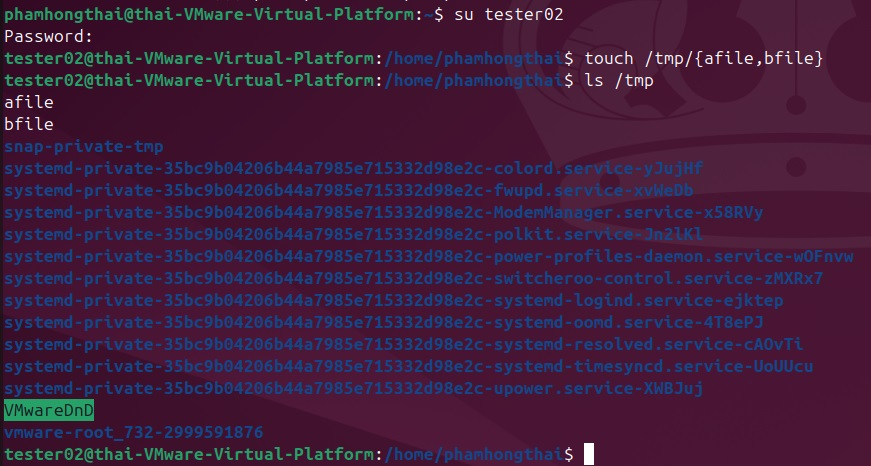 phamhongthai@thai-VMware-Virtual-Platform:~$ su tester02
Password:
tester02@thai-VMware-Virtual-Platform:/home/phamhongthai$ touch /tmp/{afile,bfile}
tester02@thai-VMware-Virtual-Platform:/home/phamhongthai$ ls /tmp
afile
bfile
snap-private-tmp
systemd-private-35bc9b04206b44a7985e715332d98e2c-colord.service-yJujHf
systemd-private-35bc9b04206b44a7985e715332d98e2c-fwupd.service-xvWeDb
systemd-private-35bc9b04206b44a7985e715332d98e2c-ModemManager.service-x58RVy
systemd-private-35bc9b04206b44a7985e715332d98e2c-polkit.service-Jn2lKl
systemd-private-35bc9b04206b44a7985e715332d98e2c-power-profiles-daemon.service-wOFnvw
systemd-private-35bc9b04206b44a7985e715332d98e2c-switcheroo-control.service-zMXRx7
systemd-private-35bc9b04206b44a7985e715332d98e2c-systemd-logind.service-ejktep
systemd-private-35bc9b04206b44a7985e715332d98e2c-systemd-oomd.service-4T8ePJ
systemd-private-35bc9b04206b44a7985e715332d98e2c-systemd-resolved.service-cAOvTi
systemd-private-35bc9b04206b44a7985e715332d98e2c-systemd-timesyncd.service-UoUUcu
systemd-private-35bc9b04206b44a7985e715332d98e2c-upower.service-XWBJuj
VMwareDnD
vmware-root_732-2999591876
tester02@thai-VMware-Virtual-Platform:/home/phamhongthai$